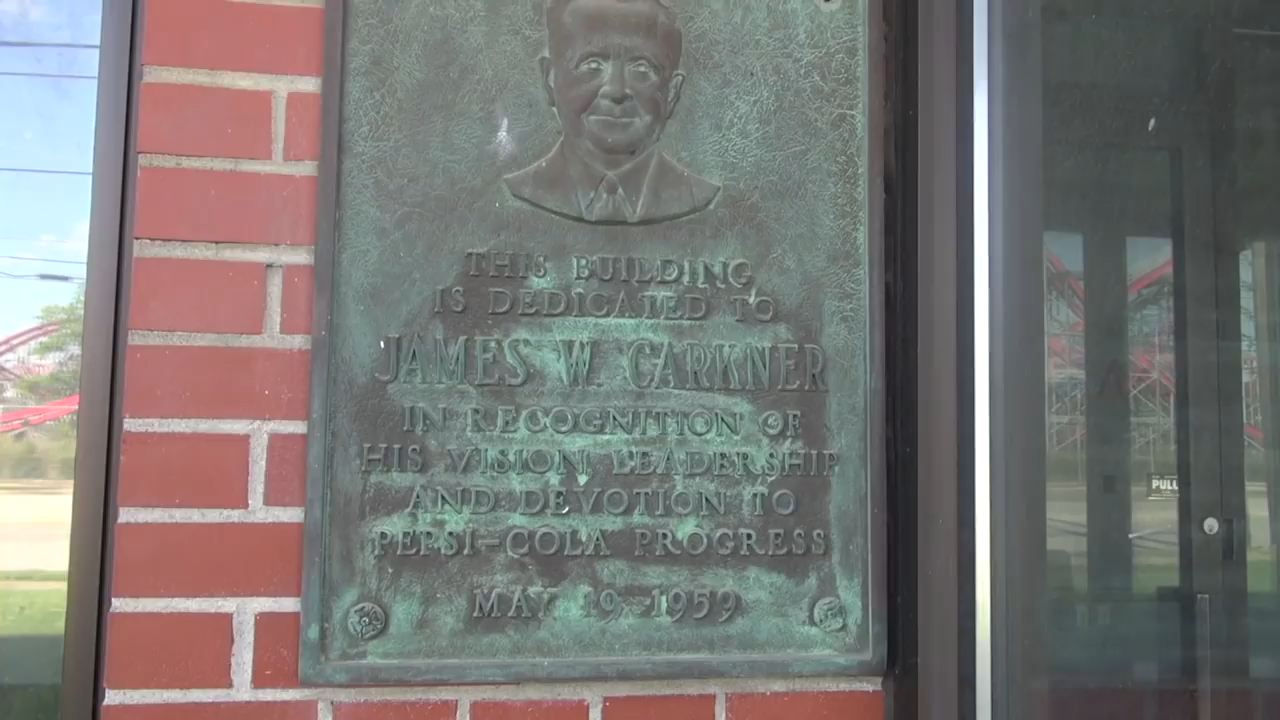 THIS BUILDING
IS DEDICATED TO
JAMES W. CARKNER
IN RECOGNITION OF
HIS VISION, LEADERSHIP
AND DEVOTION TO
PEPSI-COLA PROGRESS
MAY 19, 1959
PULL